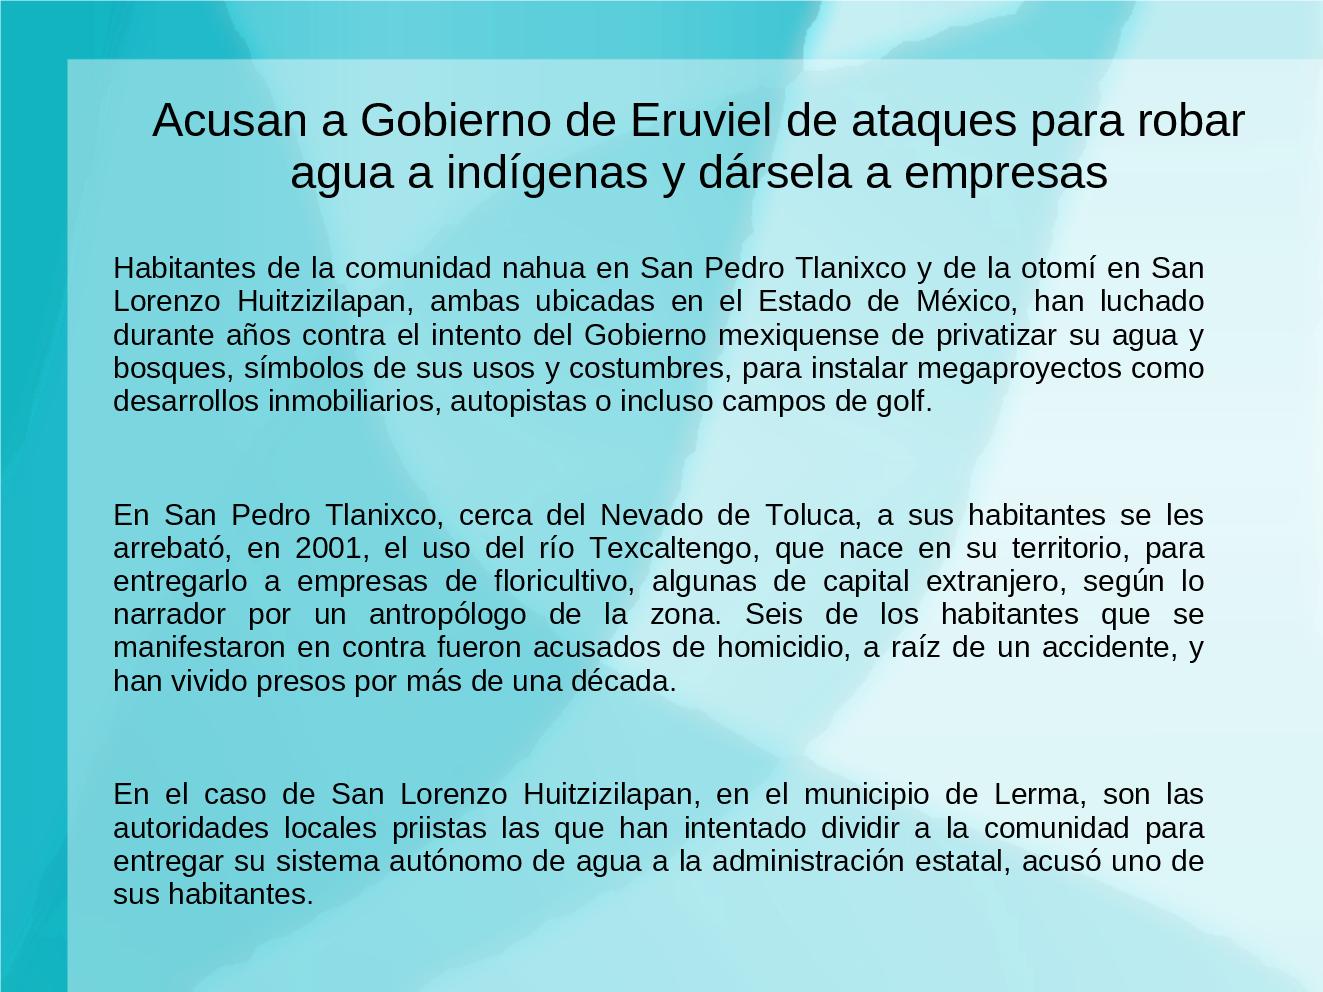 Acusan a Gobierno de Eruviel de ataques para robar
agua a indígenas y dársela a empresas
Habitantes de la comunidad nahua en San Pedro Tlanixco y de la otomí en San
Lorenzo Huitzizilapan, ambas ubicadas en el Estado de México, han luchado
durante años contra el intento del Gobierno mexiquense de privatizar su agua y
bosques, símbolos de sus usos y costumbres, para instalar megaproyectos como
desarrollos inmobiliarios, autopistas o incluso campos de golf.
En San Pedro Tlanixco, cerca del Nevado de Toluca, a sus habitantes se les
arrebató, en 2001, el uso del río Texcaltengo, que nace en su territorio, para
entregarlo a empresas de floricultivo, algunas de capital extranjero, según lo
narrador por un antropólogo de la zona. Seis de los habitantes que se
manifestaron en contra fueron acusados de homicidio, a raíz de un accidente, y
han vivido presos por más de una década.
En el caso de San Lorenzo Huitzizilapan, en el municipio de Lerma, son las
autoridades locales priistas las que han intentado dividir a la comunidad para
entregar su sistema autónomo de agua a la administración estatal, acusó uno de
sus habitantes.